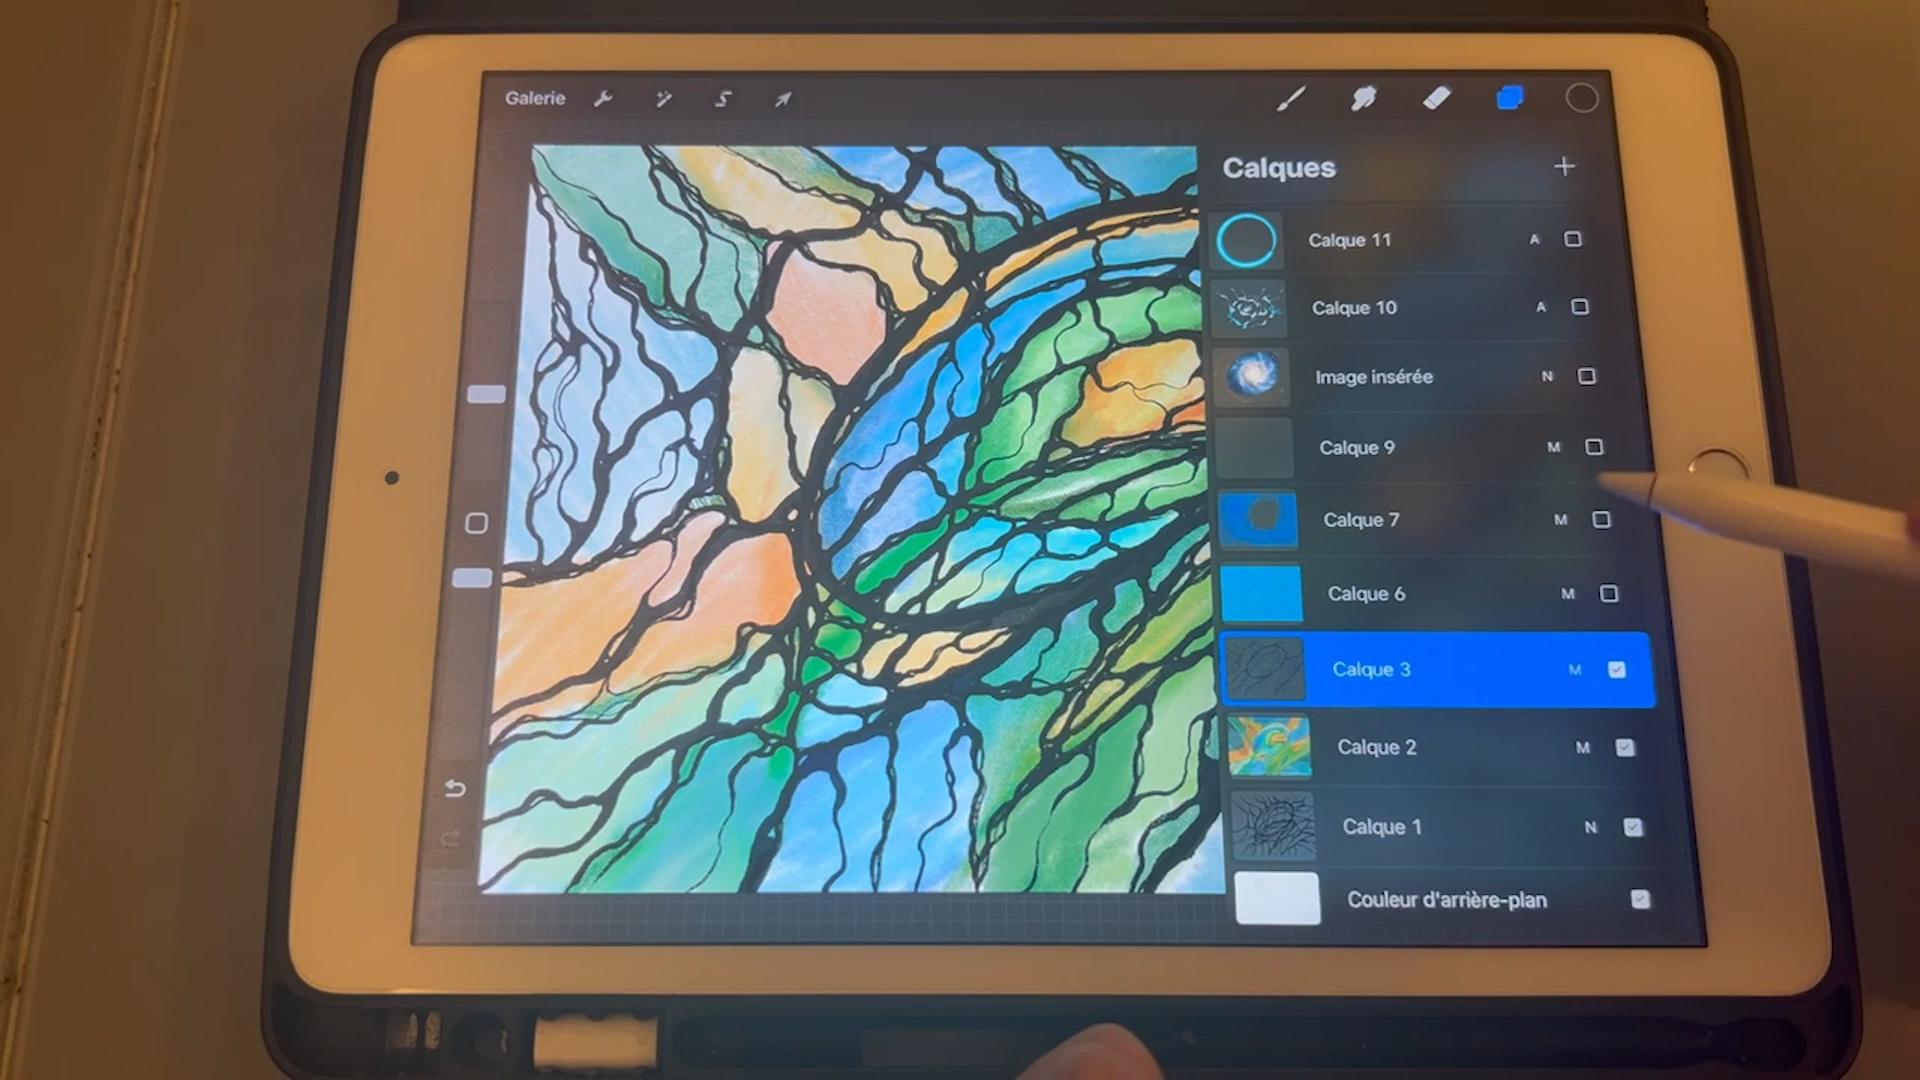 Galerie
Calques
Calque 11 A
Calque 10 A
Image insérée N
Calque 9 M
Calque 7 M
Calque 6 M
Calque 3 M
Calque 2 M
Calque 1 N
Couleur d'arrière-plan